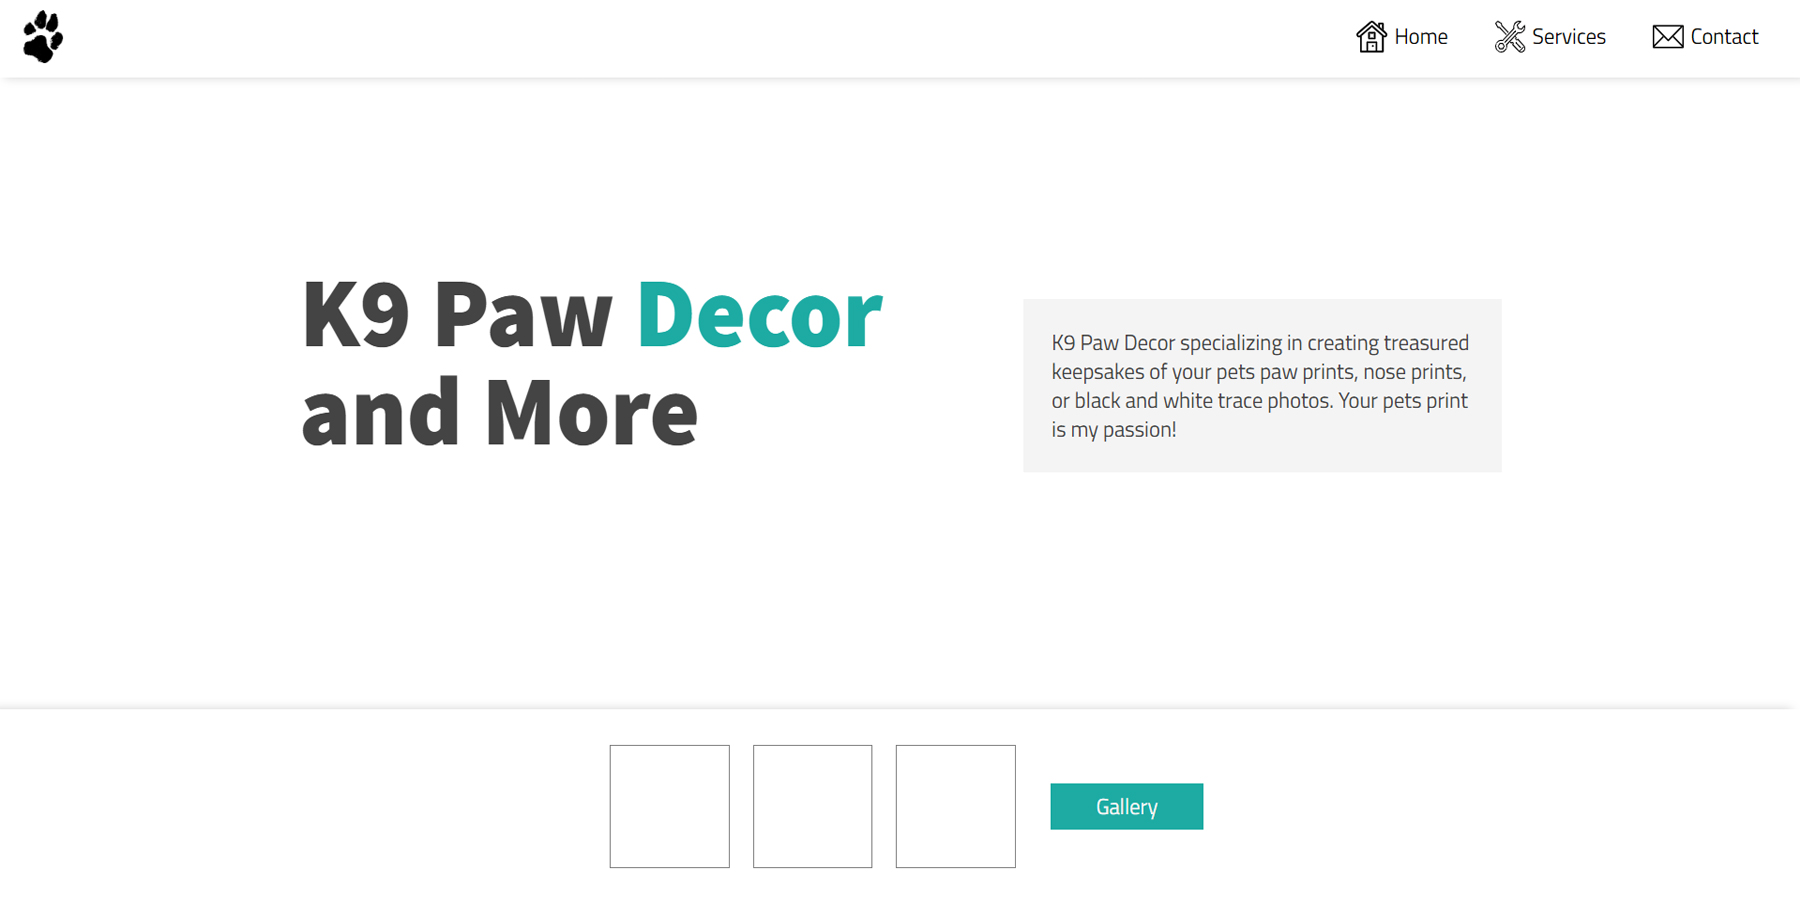 Home
Services
Contact
K9 Paw Decor
and More
K9 Paw Decor specializing in creating treasured
keepsakes of your pets paw prints, nose prints,
or black and white trace photos. Your pets print
is my passion!
Gallery